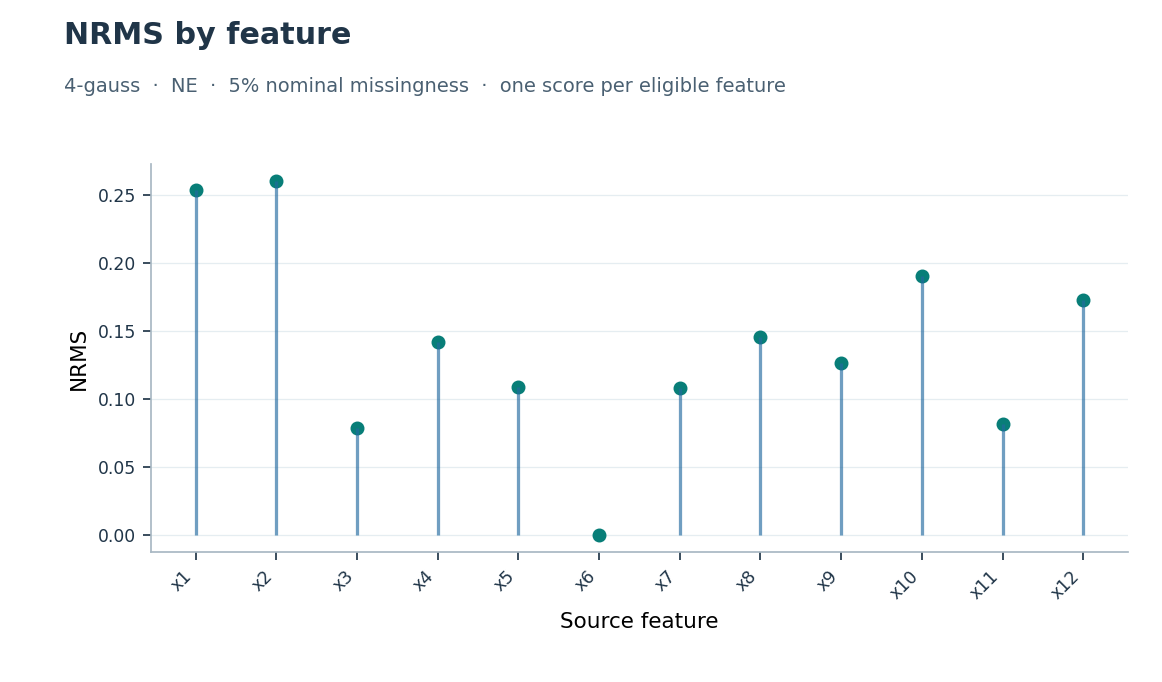 NRMS by feature
4-gauss · NE · 5% nominal missingness · one score per eligible feature
NRMS
0.25
0.20
0.15
0.10
0.05
0.00
x1 x2 x3 x4 x5 x6 x7 x8 x9 x10 x11 x12
Source feature